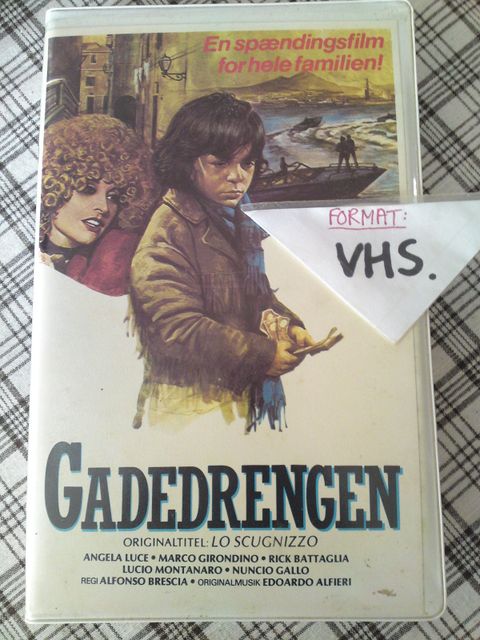 En spændingsfilm
for hele familien!
FORMAT:
VHS.
GADEDRENGEN
ORIGINALTITEL: LO SCUGNIZZO
ANGELA LUCE • MARCO GIRONDINO • RICK BATTAGLIA
LUCIO MONTANARO • NUNCIO GALLO
REGI ALFONSO BRESCIA • ORIGINALMUSIK EDOARDO ALFIERI